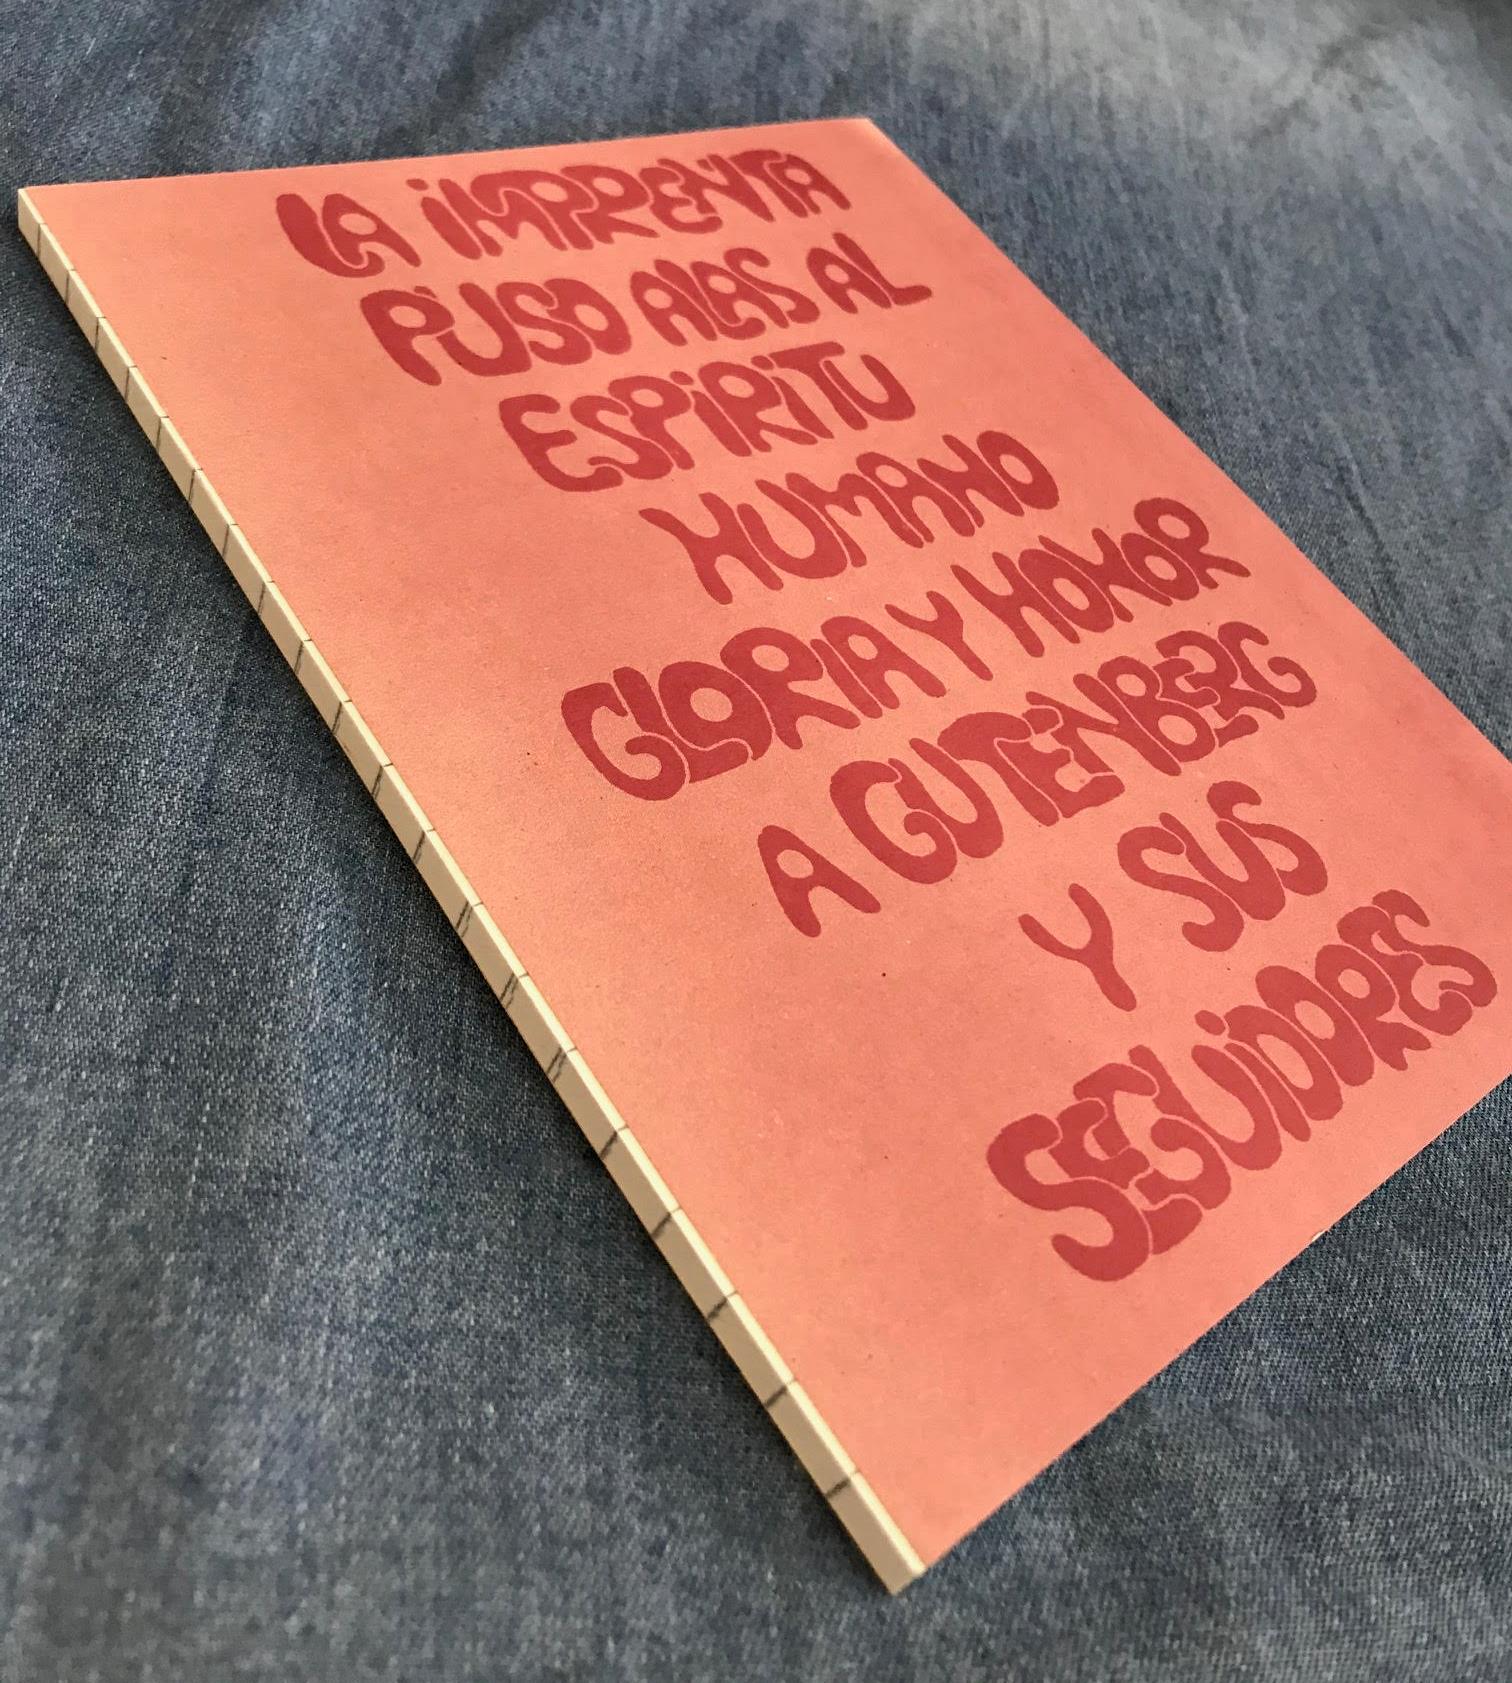 LA iMPRENTA
PUSO ALAS AL
ESPiRiTU
HUMANO
GLORIA Y HONOR
A GUTENBERG
Y SUS
SEGUiDORES